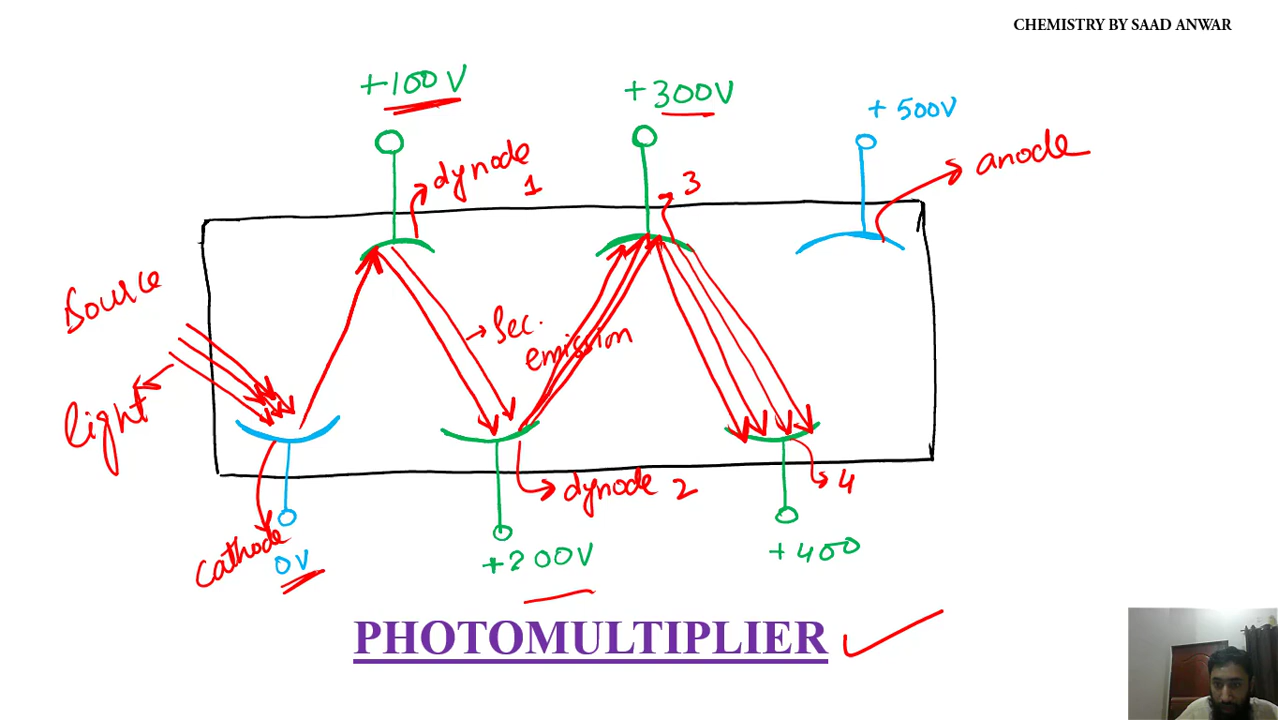 CHEMISTRY BY SAAD ANWAR
+100V
+300V
+500V
anode
dynode
1
3
Source
Sec.
emission
light
dynode 2
4
cathode
0V
+200V
+400
PHOTOMULTIPLIER